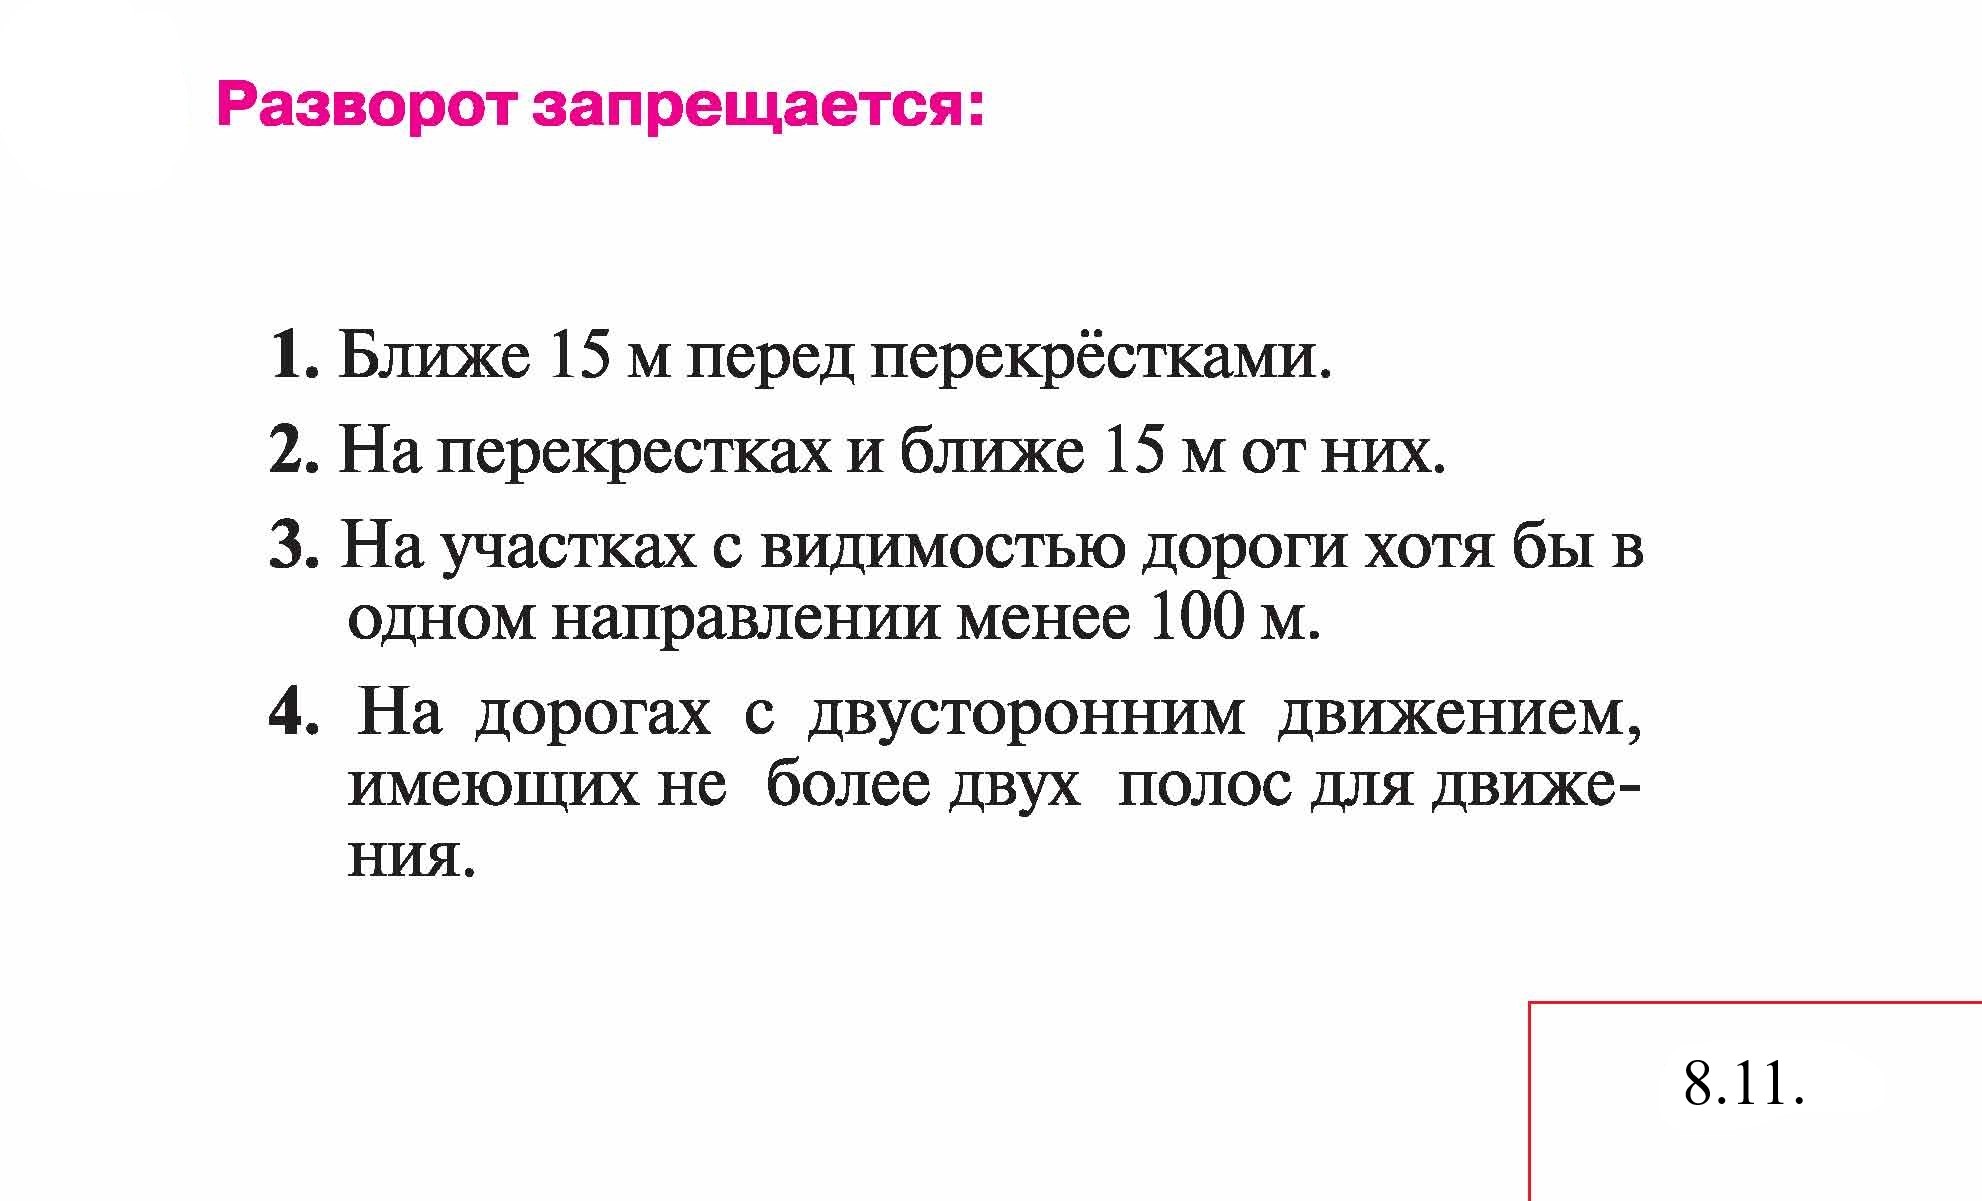 Разворот запрещается:
1. Ближе 15 м перед перекрёстками.
2. На перекрестках и ближе 15 м от них.
3. На участках с видимостью дороги хотя бы в
одном направлении менее 100 м.
4. На дорогах с двусторонним движением,
имеющих не более двух полос для движе-
ния.
8.11.